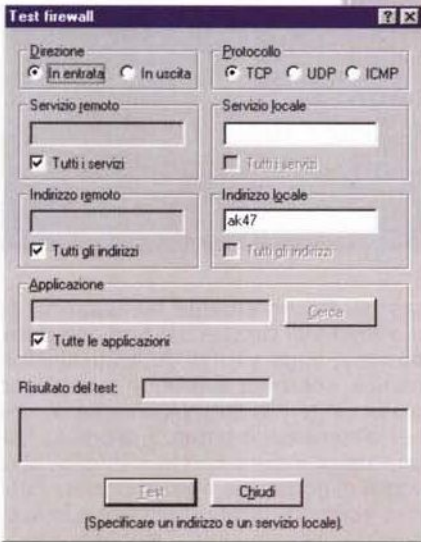 Test firewall
Direzione
In entrata In uscita
Protocollo
TCP UDP ICMP
Servizio remoto
Tutti i servizi
Servizio locale
Tutti i servizi
Indirizzo remoto
Tutti gli indirizzi
Indirizzo locale
ak47
Tutti gli indirizzi
Applicazione
Cerca
Tutte le applicazioni
Risultato del test:
Test Chiudi
(Specificare un indirizzo e un servizio locale).